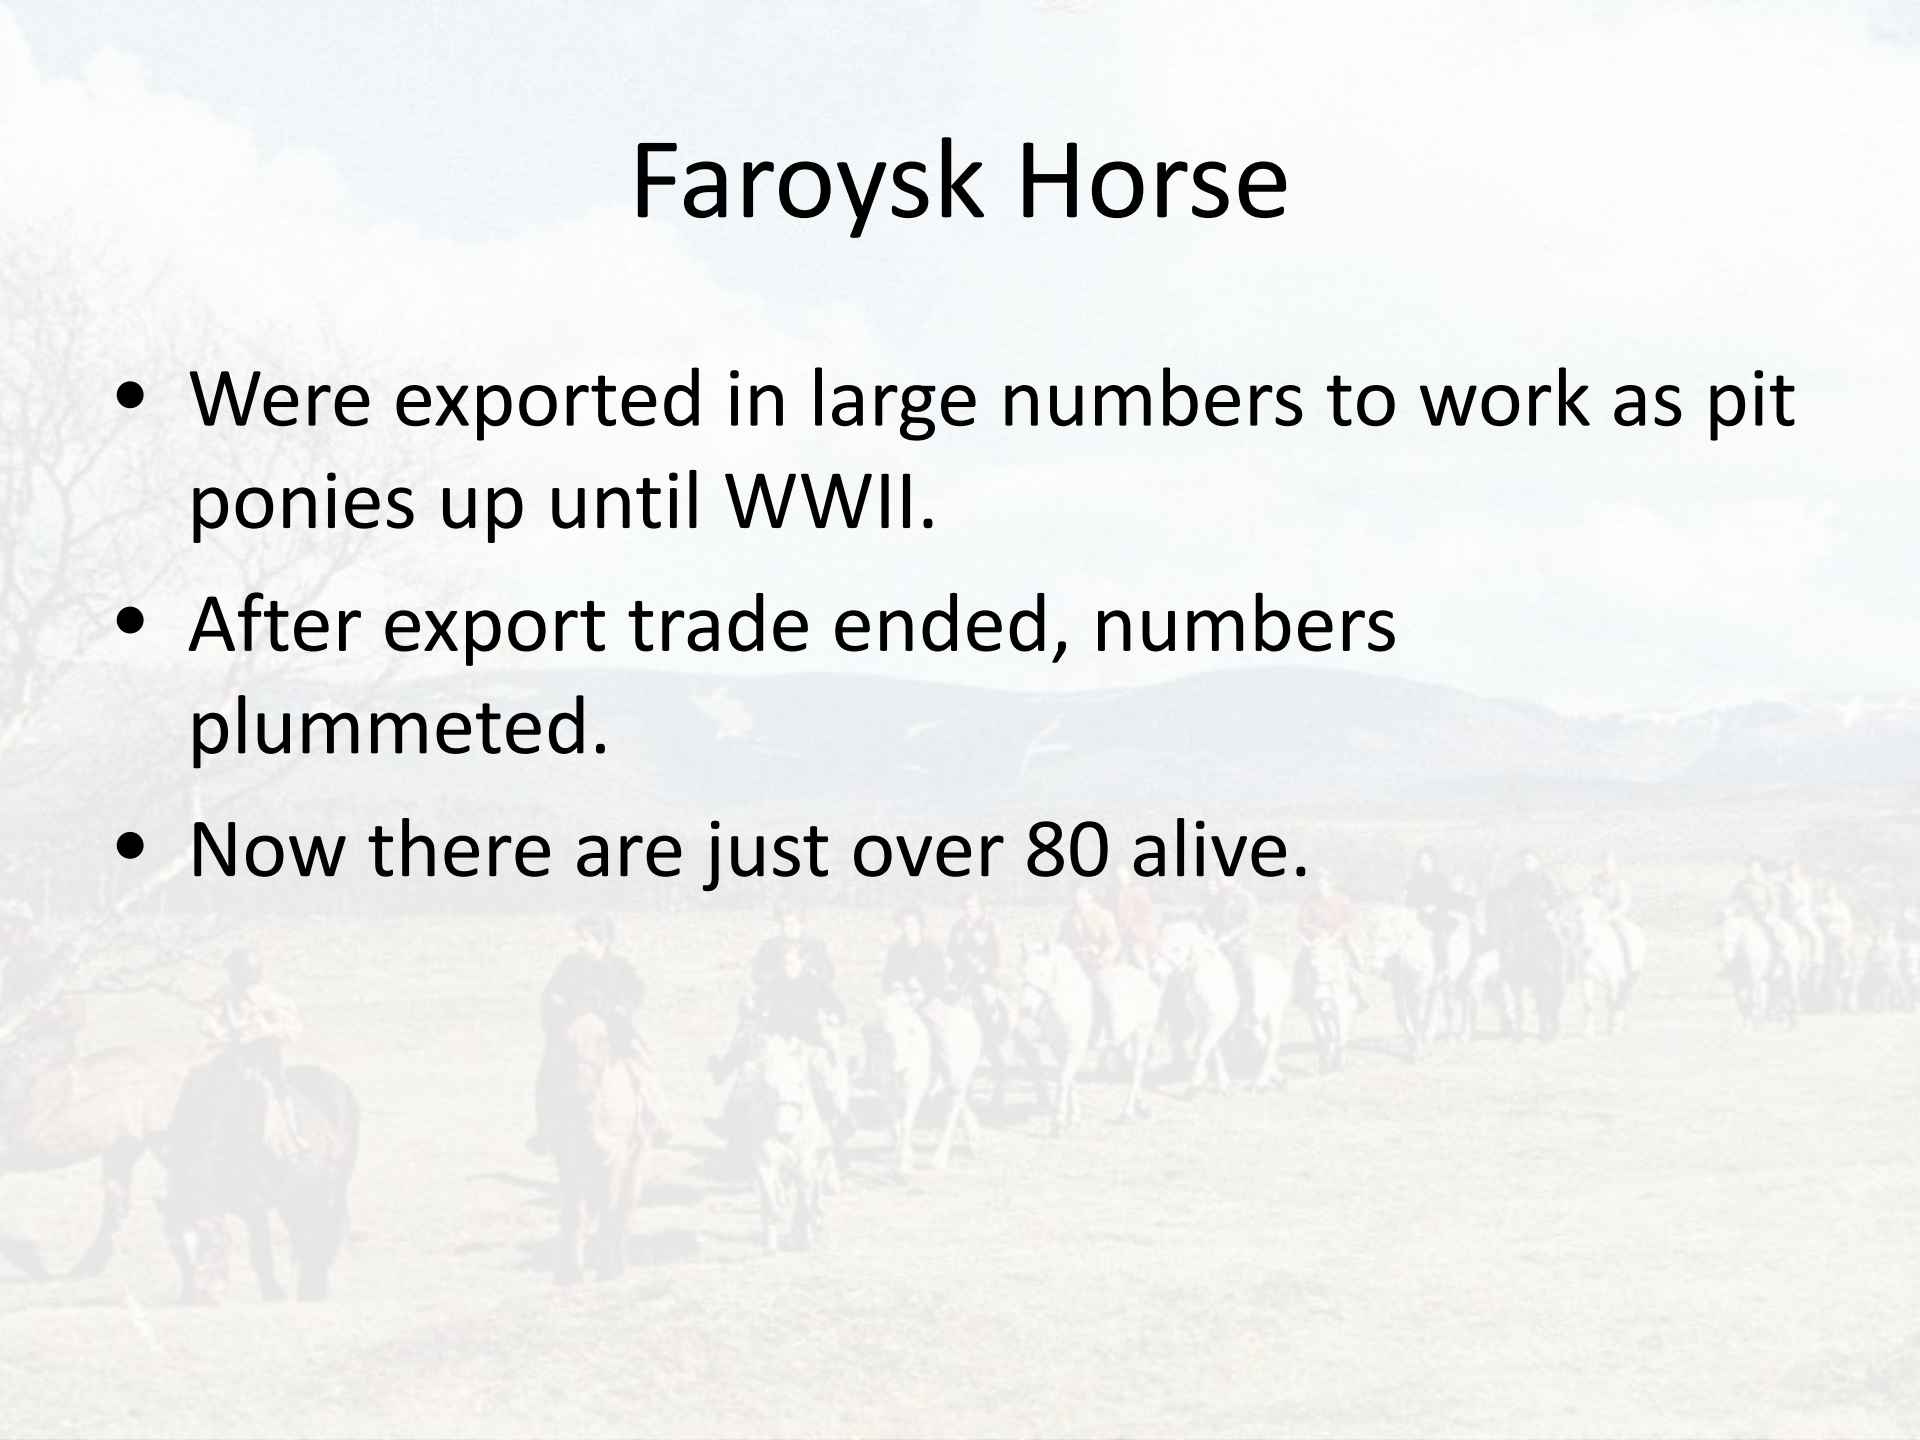 Faroysk Horse
• Were exported in large numbers to work as pit
ponies up until WWII.
• After export trade ended, numbers
plummeted.
• Now there are just over 80 alive.